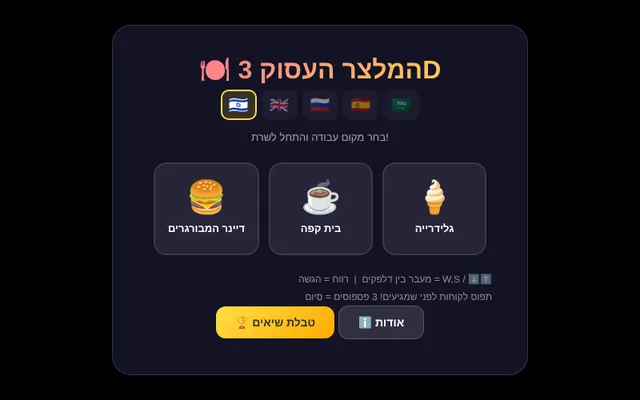 🍽️ המלצר העסוק 3D
בחר מקום עבודה והתחל לשרת!
גלידרייה
בית קפה
דיינר המבורגרים
⬆️⬇️ / W,S = מעבר בין דלפקים | רווח = הגשה
תפוס לקוחות לפני שמגיעים! 3 פספוסים = סיום
אודות ℹ️
טבלת שיאים 🏆